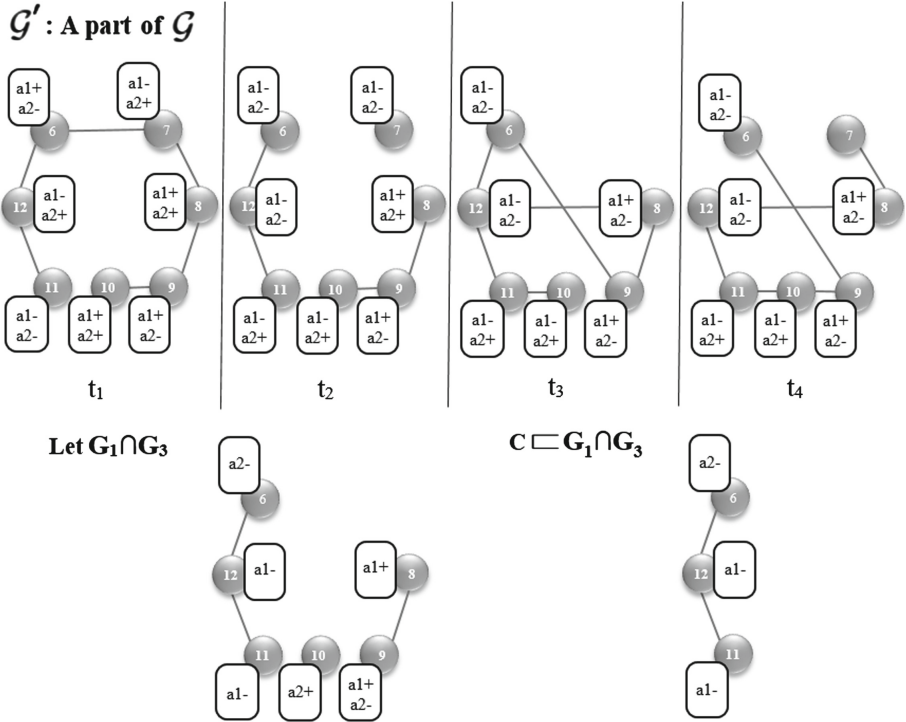 𝒢′ : A part of 𝒢
a1+
a2-
6
a1-
a2+
7
12
a1-
a2+
a1+
a2+
8
11
a1-
a2-
10
a1+
a2+
9
a1+
a2-
t₁
a1-
a2-
6
a1-
a2-
7
12
a1-
a2-
a1+
a2+
8
11
a1-
a2+
10
a1-
a2+
9
a1+
a2-
t₂
a1-
a2-
6
12
a1-
a2-
a1+
a2-
8
11
a1-
a2+
10
a1-
a2+
9
a1+
a2-
t₃
a1-
a2-
6
7
12
a1-
a2-
a1+
a2-
8
11
a1-
a2+
10
a1-
a2+
9
a1+
a2-
t₄
Let G₁∩G₃
a2-
6
12
a1-
a1+
8
11
a1-
10
a2+
9
a1+
a2-
C ⊏ G₁∩G₃
a2-
6
12
a1-
11
a1-